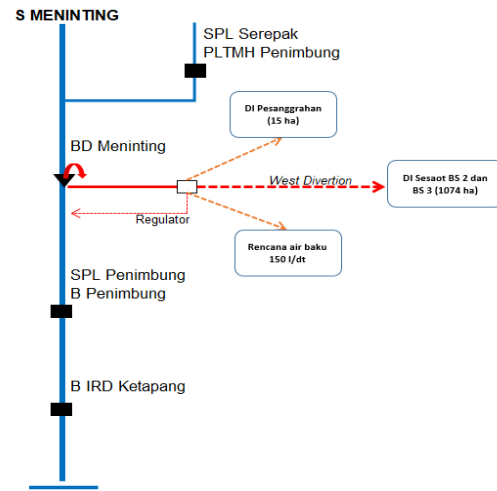 S MENINTING
SPL Serepak
PLTMH Penimbung
DI Pesanggrahan
(15 ha)
BD Meninting
West Divertion
DI Sesaot BS 2 dan
BS 3 (1074 ha)
Regulator
Rencana air baku
150 l/dt
SPL Penimbung
B Penimbung
B IRD Ketapang